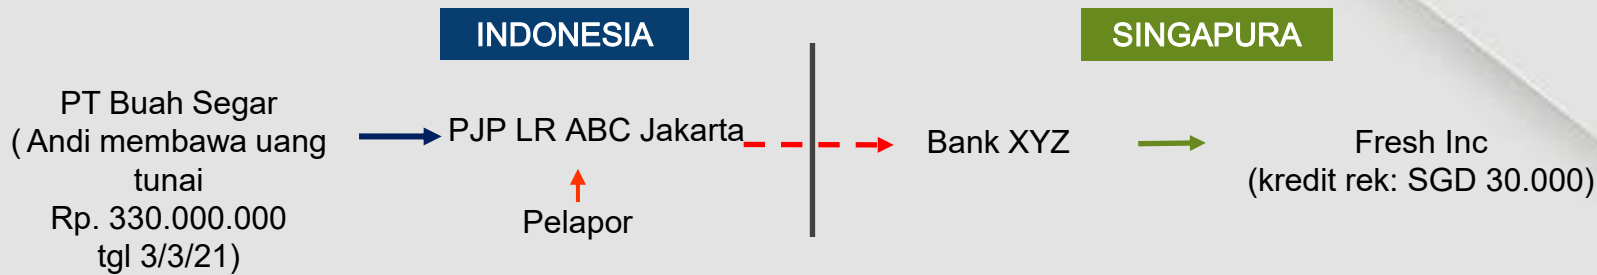 INDONESIA
SINGAPURA
PT Buah Segar
( Andi membawa uang
tunai
Rp. 330.000.000
tgl 3/3/21)
PJP LR ABC Jakarta
Pelapor
Bank XYZ
Fresh Inc
(kredit rek: SGD 30.000)